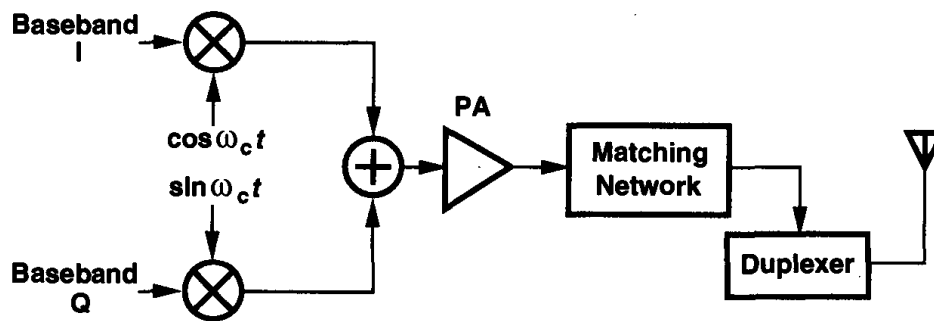 Baseband
I
cos ω_c t
sin ω_c t
Baseband
Q
+
PA
Matching
Network
Duplexer